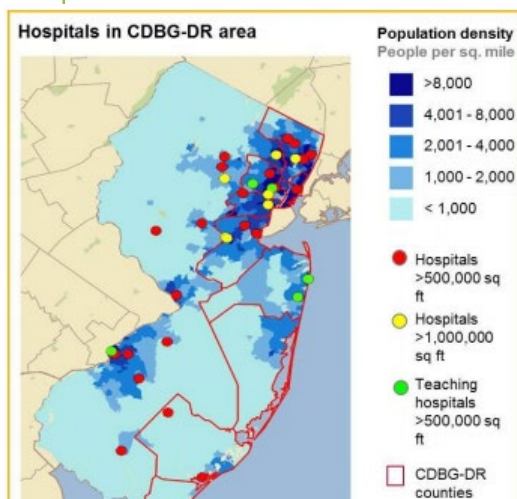 Hospitals in CDBG-DR area
Population density
People per sq. mile
>8,000
4,001 - 8,000
2,001 - 4,000
1,000 - 2,000
< 1,000
Hospitals
>500,000 sq
ft
Hospitals
>1,000,000
sq ft
Teaching
hospitals
>500,000 sq
ft
CDBG-DR
counties